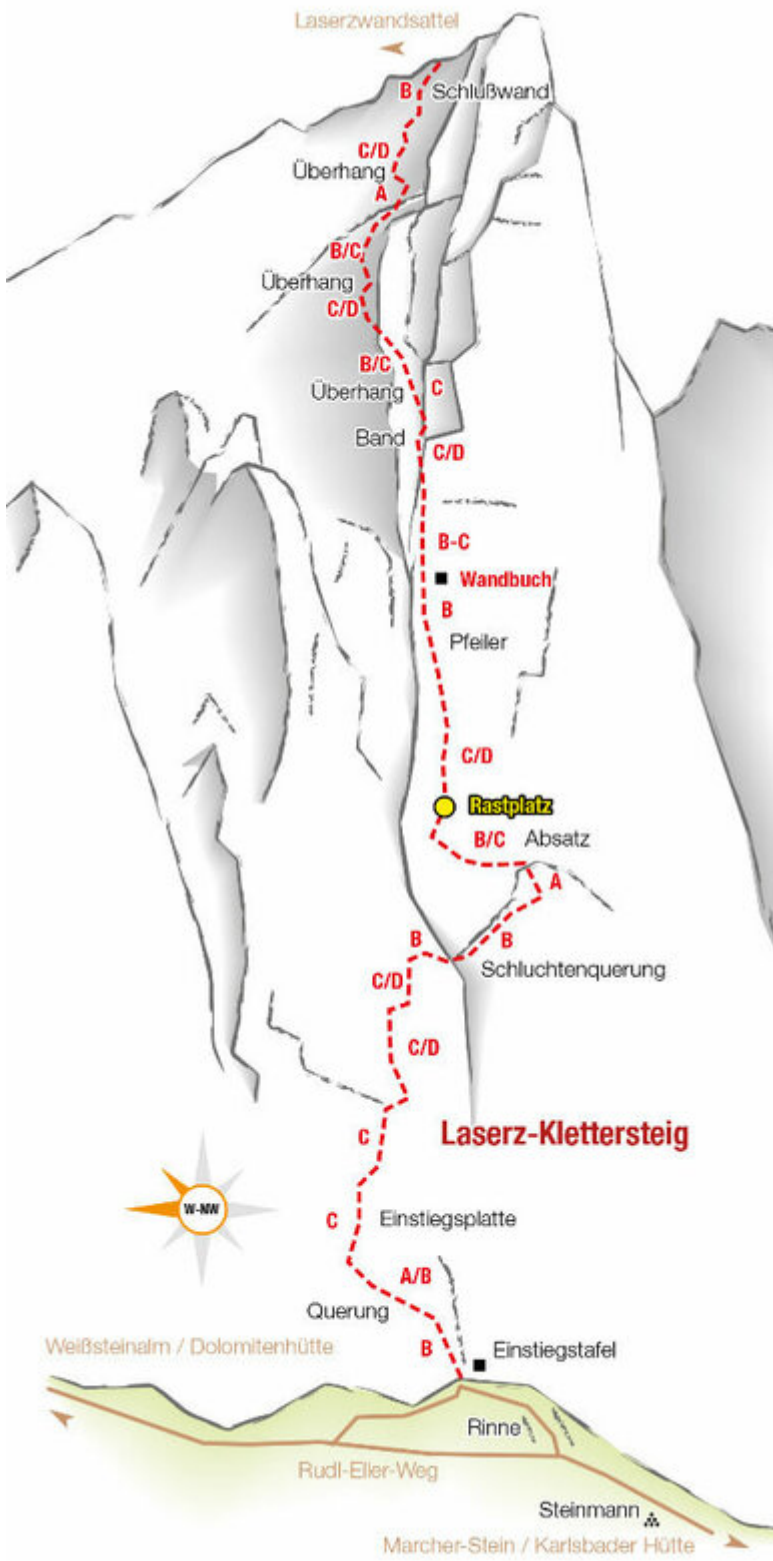 Laserzwandsattel
B Schlußwand
C/D
Überhang
A
B/C
Überhang
C/D
B/C
Überhang C
Band
C/D
B-C
Wandbuch
B
Pfeiler
C/D
Rastplatz
B/C Absatz
A
B B
Schluchtenquerung
C/D
C/D
Laserz-Klettersteig
C
W-NW
C Einstiegsplatte
A/B
Querung
Weißsteinalm / Dolomitenhütte
B Einstiegstafel
Rinne
Rudl-Eller-Weg
Steinmann
Marcher-Stein / Karlsbader Hütte